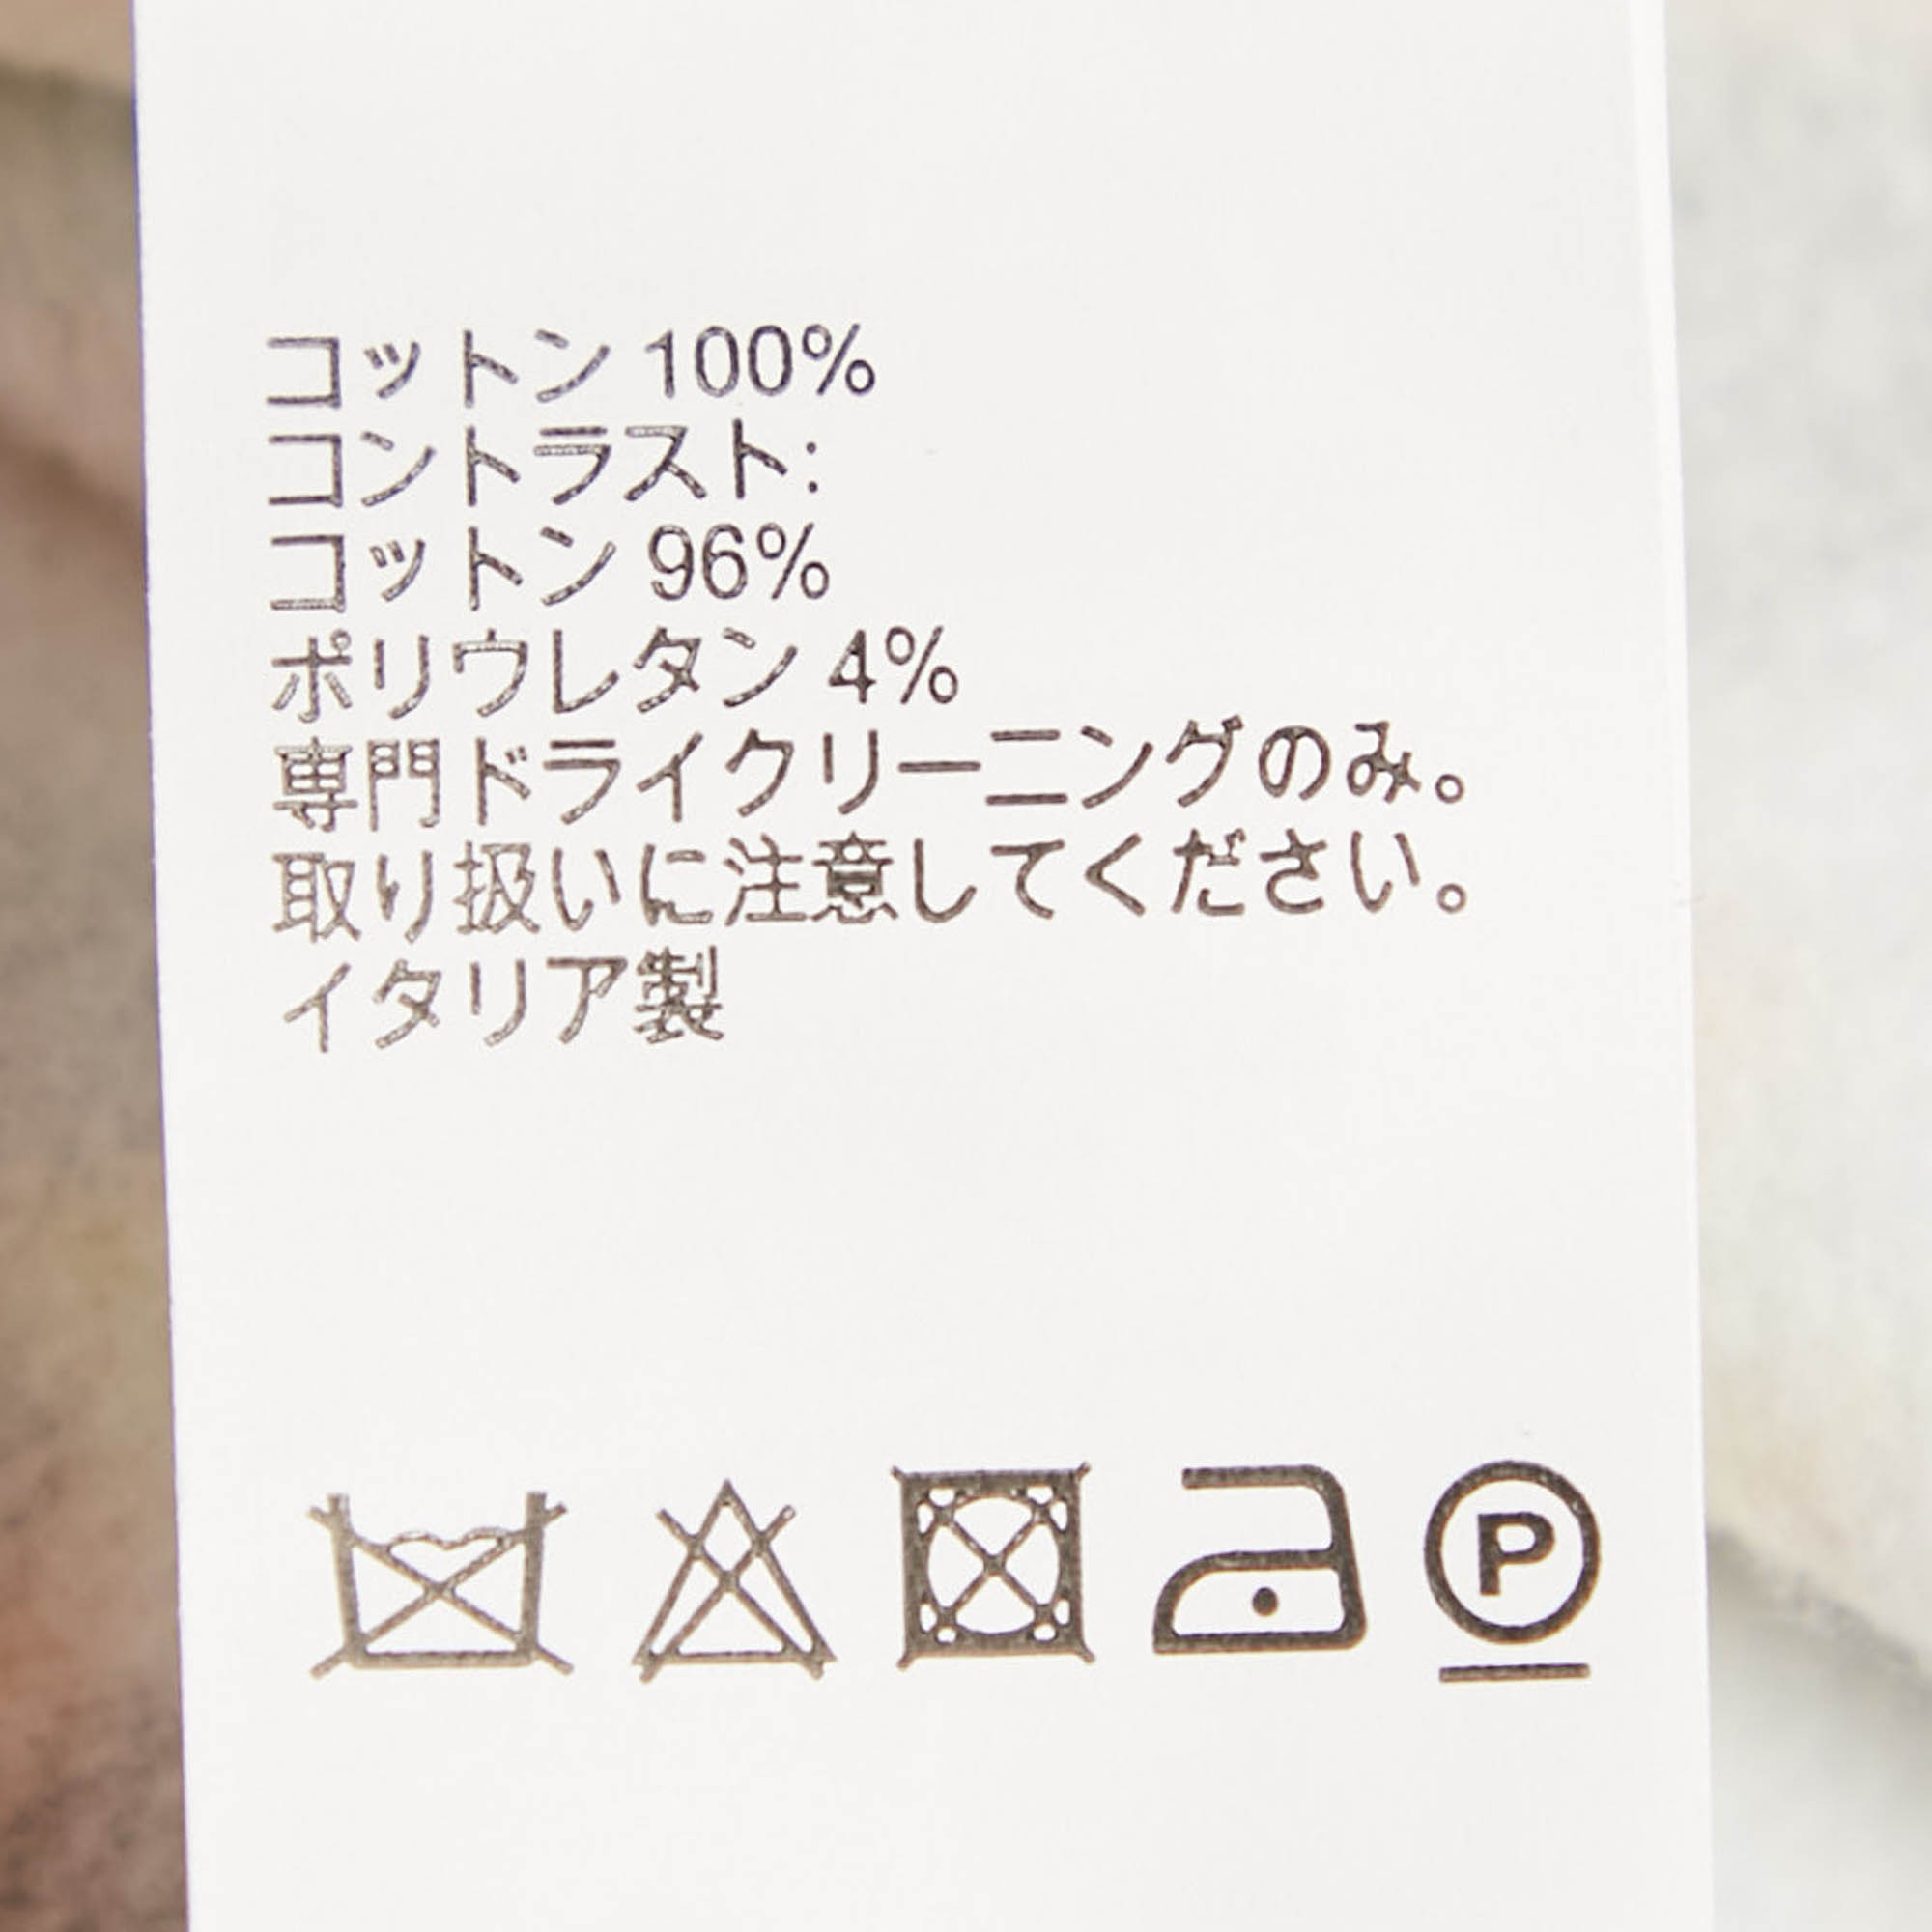 コットン 100%
コントラスト:
コットン 96%
ポリウレタン 4%
専門ドライクリーニングのみ。
取り扱いに注意してください。
イタリア製
P